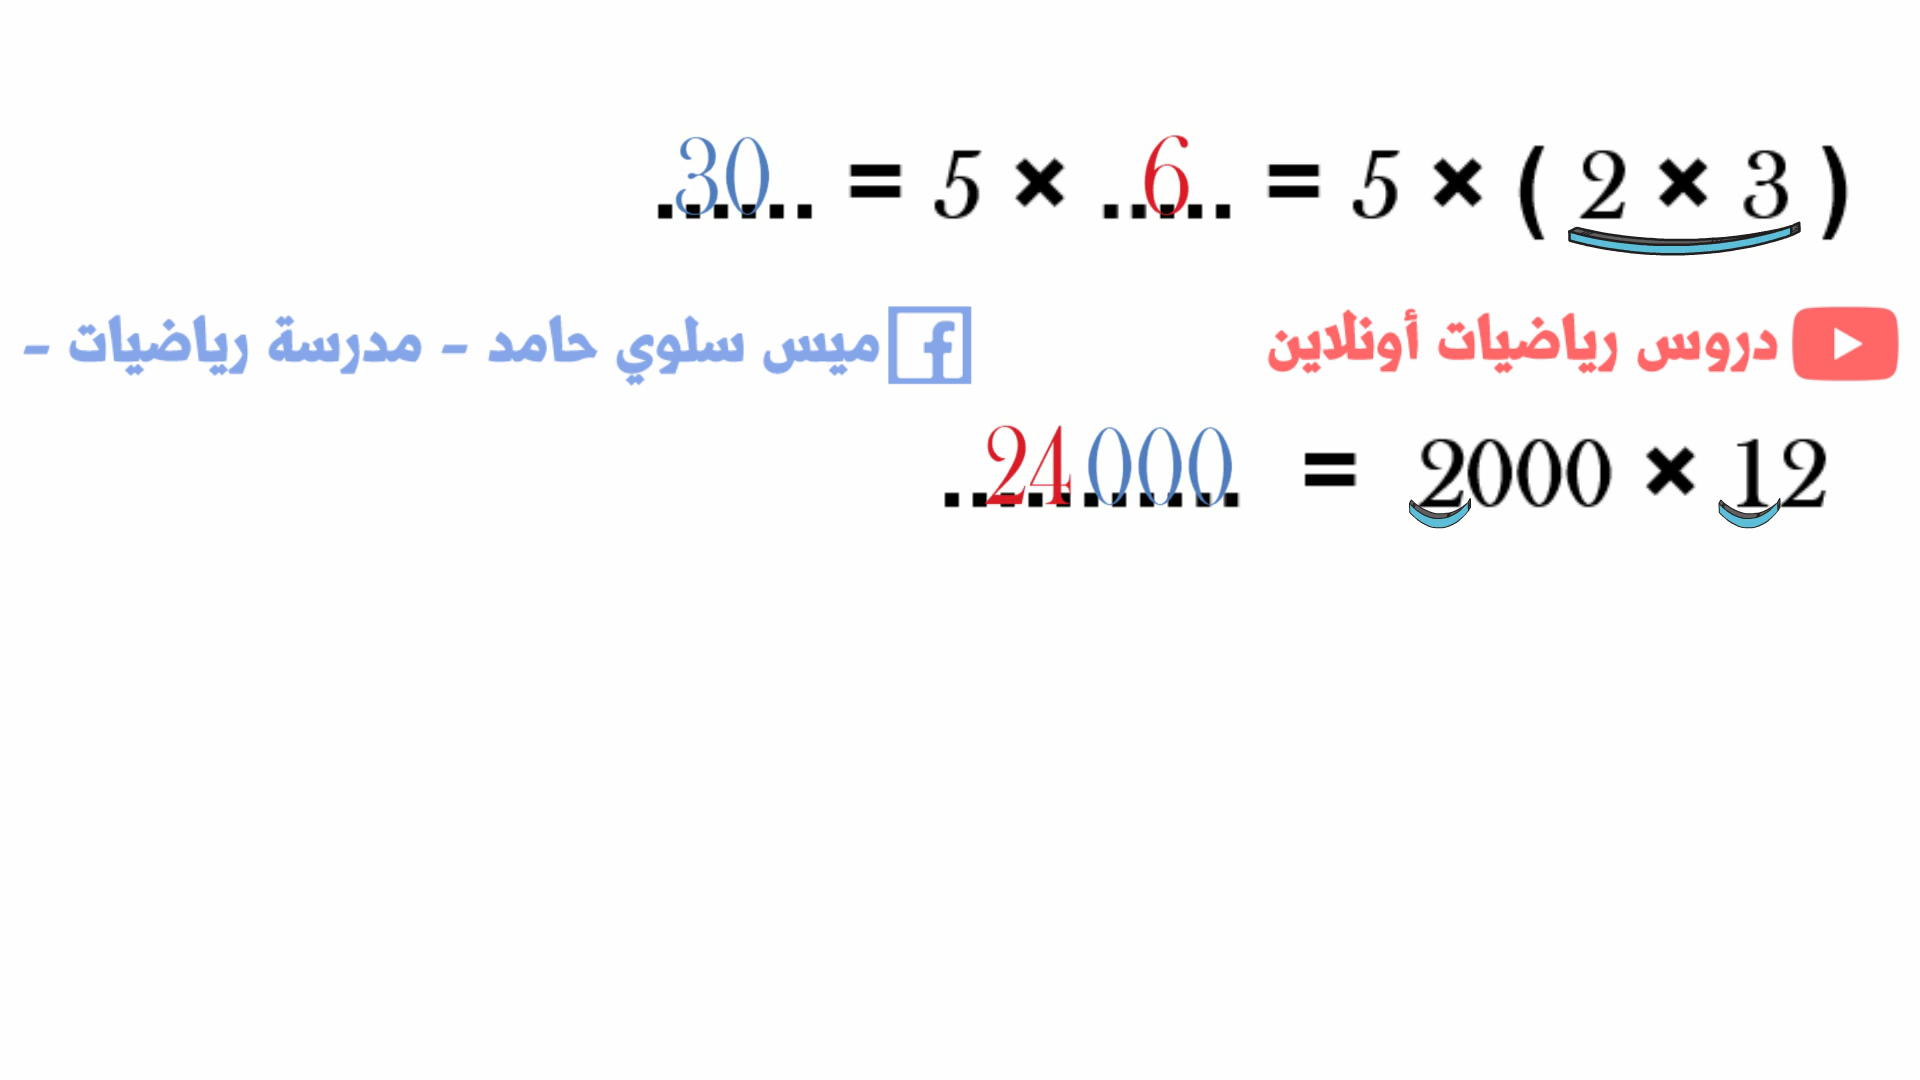 30 = 5 × 6 = 5 × ( 2 × 3 )
دروس رياضيات أونلاين
ميس سلوي حامد - مدرسة رياضيات -
24000 = 2000 × 12